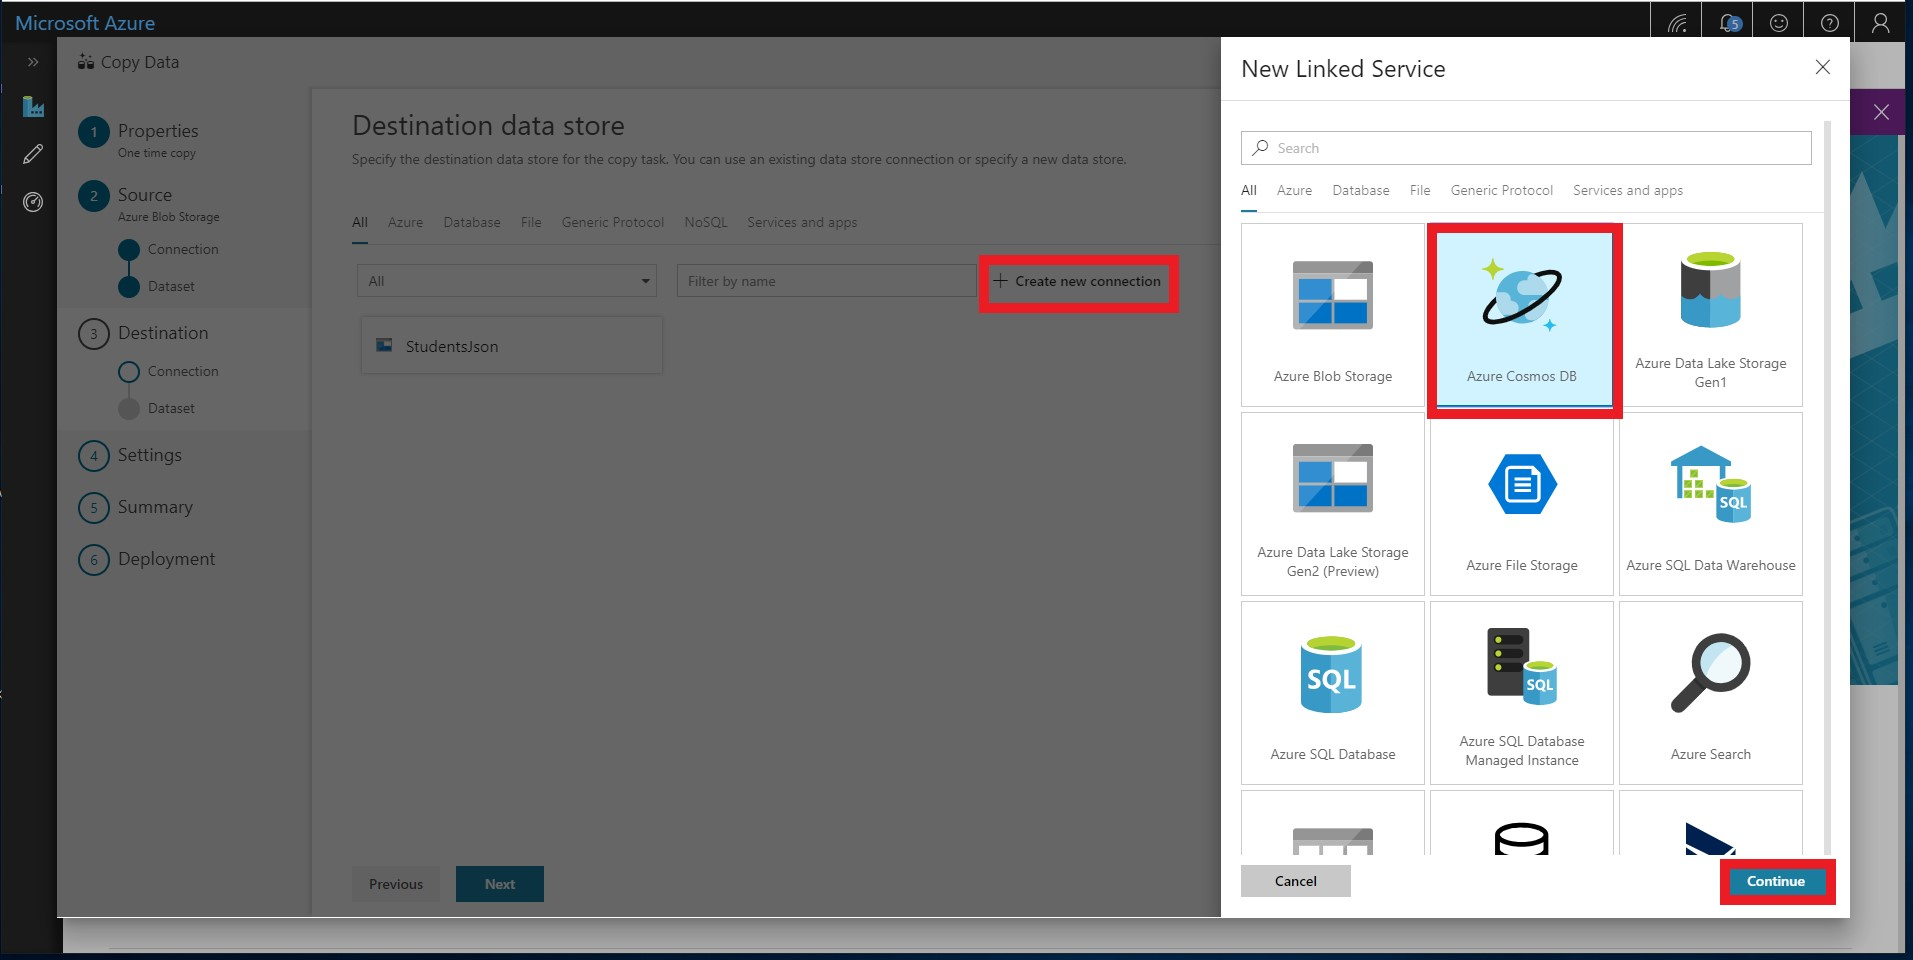 Microsoft Azure
5
Copy Data
1 Properties
One time copy
2 Source
Azure Blob Storage
Connection
Dataset
3 Destination
Connection
Dataset
4 Settings
5 Summary
6 Deployment
Destination data store
Specify the destination data store for the copy task. You can use an existing data store connection or specify a new data store.
All Azure Database File Generic Protocol NoSQL Services and apps
All Filter by name + Create new connection
StudentsJson
Previous Next
New Linked Service
Search
All Azure Database File Generic Protocol Services and apps
Azure Blob Storage
Azure Cosmos DB
Azure Data Lake Storage
Gen1
Azure Data Lake Storage
Gen2 (Preview)
Azure File Storage
SQL
Azure SQL Data Warehouse
SQL
Azure SQL Database
SQL
Azure SQL Database
Managed Instance
Azure Search
Cancel Continue